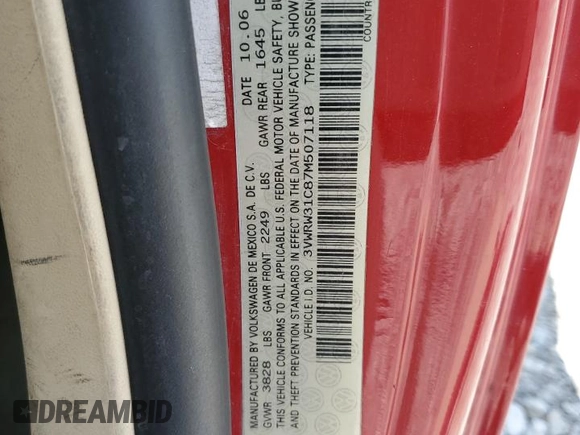 MANUFACTURED BY VOLKSWAGEN DE MEXICO S.A. DE C.V. DATE 10.06
GVWR 3828 LBS GAWR FRONT 2249 LBS GAWR REAR 1645 LB
THIS VEHICLE CONFORMS TO ALL APPLICABLE U.S. FEDERAL MOTOR VEHICLE SAFETY, B
AND THEFT PREVENTION STANDARDS IN EFFECT ON THE DATE OF MANUFACTURE SHOW
VEHICLE I.D. NO. 3VWRW31C87M507118 TYPE: PASSEN
COUNTR
DREAMBID